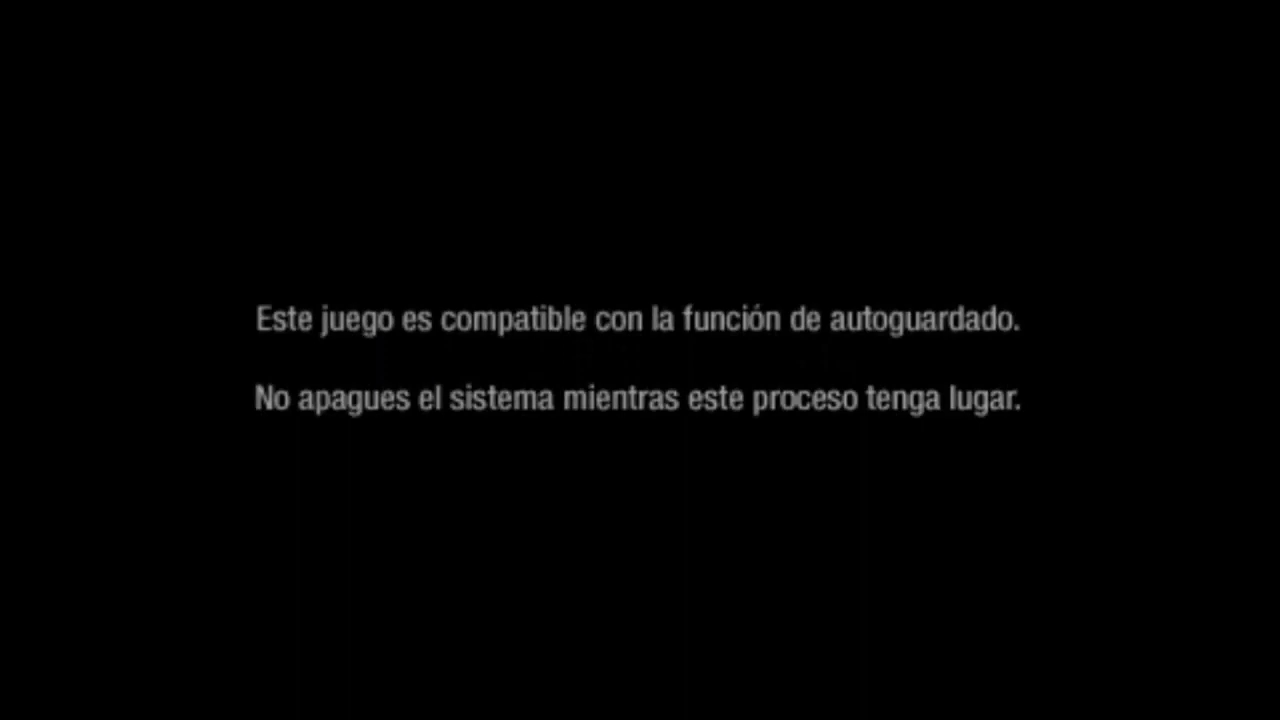 Este juego es compatible con la función de autoguardado.
No apagues el sistema mientras este proceso tenga lugar.